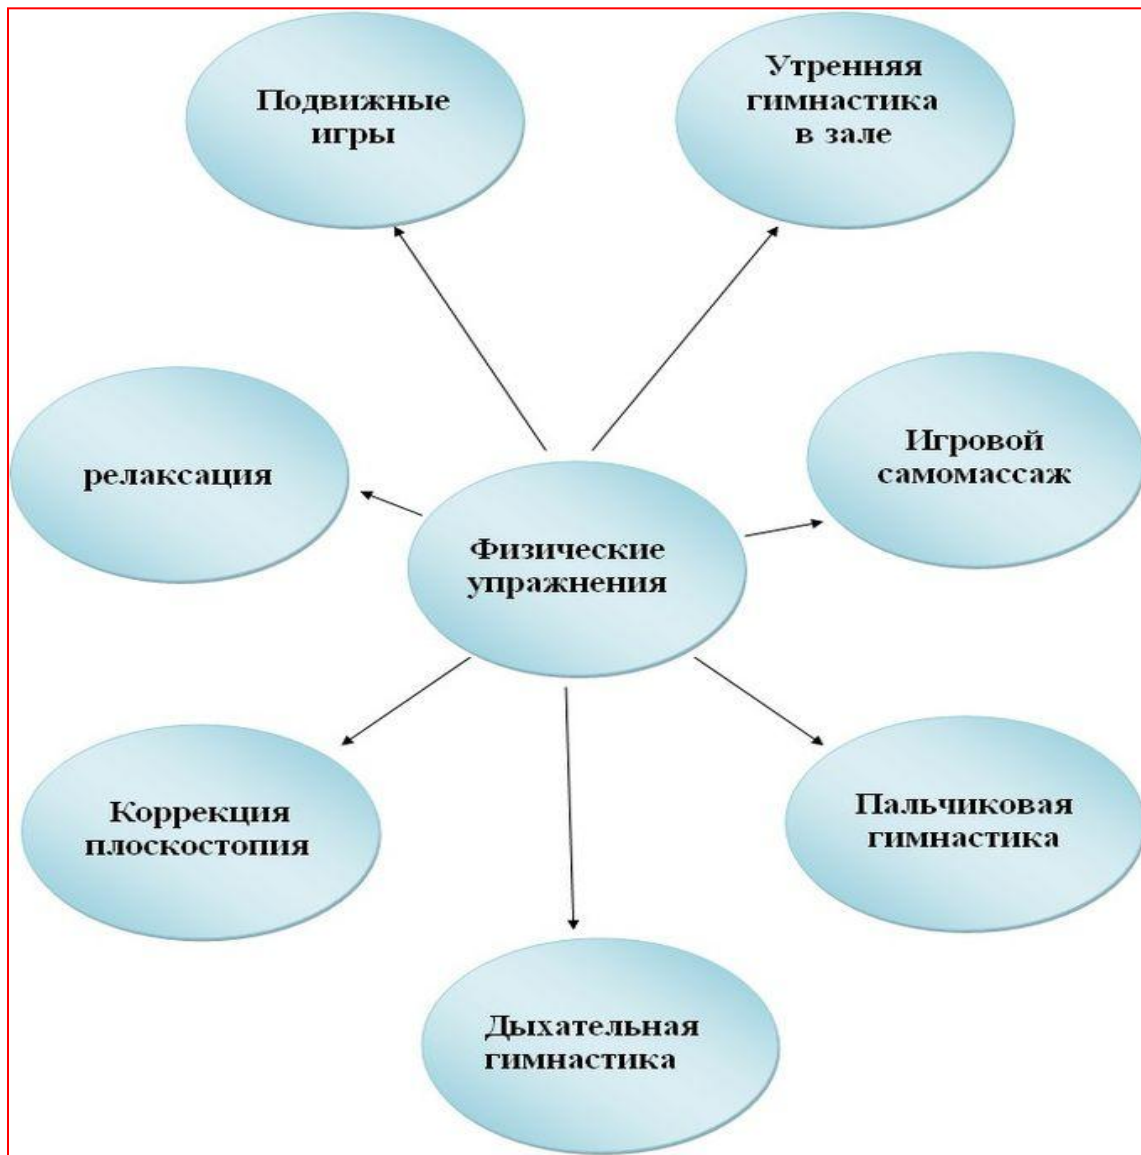 Подвижные
игры
Утренняя
гимнастика
в зале
релаксация
Игровой
самомассаж
Физические
упражнения
Коррекция
плоскостопия
Пальчиковая
гимнастика
Дыхательная
гимнастика